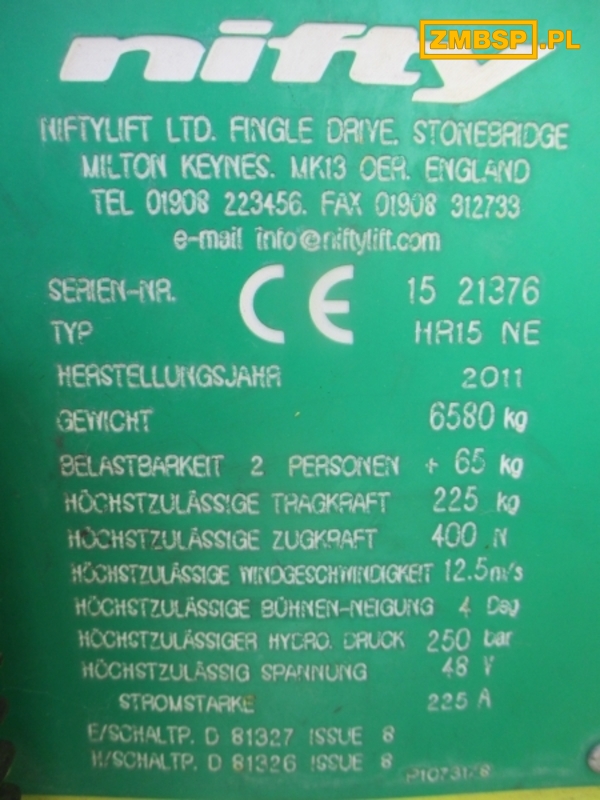 ZMBSP.PL
nifty
NIFTYLIFT LTD. FINGLE DRIVE. STONEBRIDGE
MILTON KEYNES. MK13 OER. ENGLAND
TEL 01908 223456. FAX 01908 312733
e-mail info@niftylift.com
CE
SERIEN-NR. 15 21376
TYP HR15 NE
HERSTELLUNGSJAHR 2011
GEWICHT 6580 kg
BELASTBARKEIT 2 PERSONEN + 65 kg
HÖCHSTZULÄSSIGE TRAGKRAFT 225 kg
HÖCHSTZULÄSSIGE ZUGKRAFT 400 N
HÖCHSTZULÄSSIGE WINDGESCHWINDIGKEIT 12.5m/s
HÖCHSTZULÄSSIGE BÜHNEN-NEIGUNG 4 Deg
HÖCHSTZULÄSSIGER HYDRO. DRUCK 250 bar
HÖCHSTZULÄSSIG SPANNUNG 48 V
STROMSTARKE 225 A
E/SCHALTP. D 81327 ISSUE 8
H/SCHALTP. D 81326 ISSUE 8